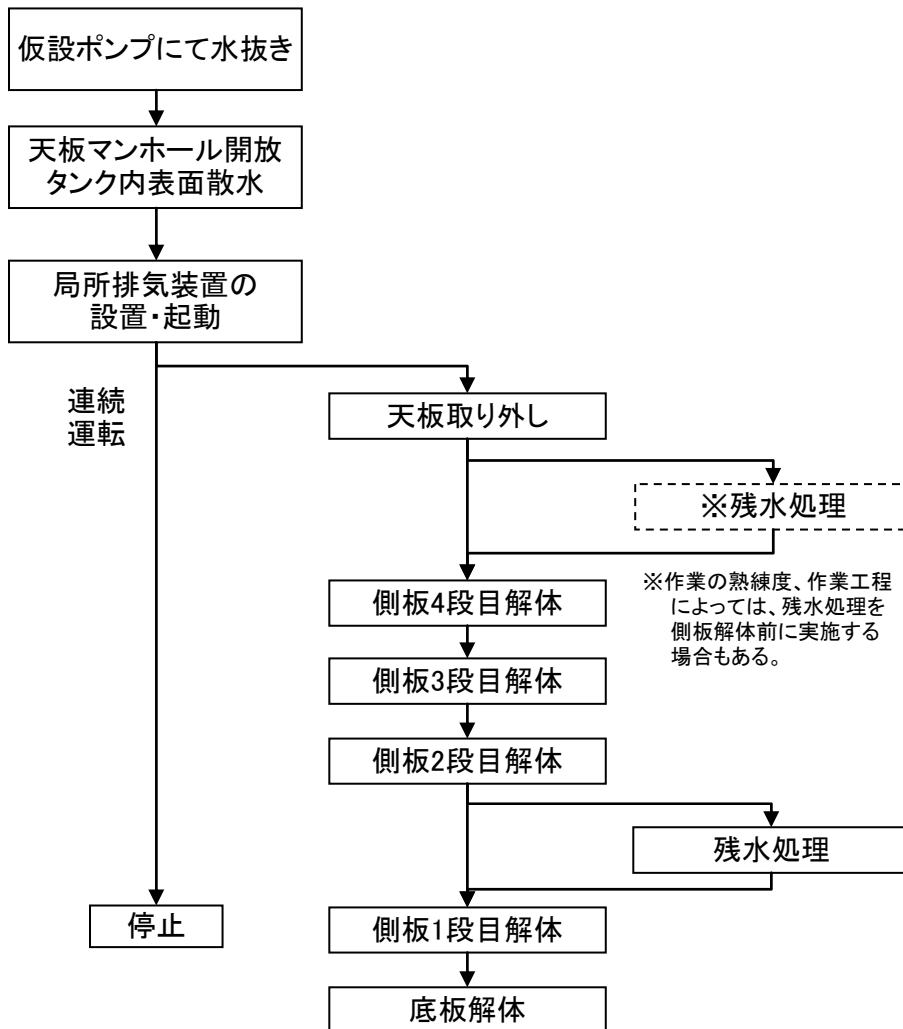 仮設ポンプにて水抜き
天板マンホール開放
タンク内表面散水
局所排気装置の
設置・起動
連続
運転
天板取り外し
※残水処理
※作業の熟練度、作業工程
によっては、残水処理を
側板解体前に実施する
場合もある。
側板4段目解体
側板3段目解体
側板2段目解体
残水処理
停止
側板1段目解体
底板解体